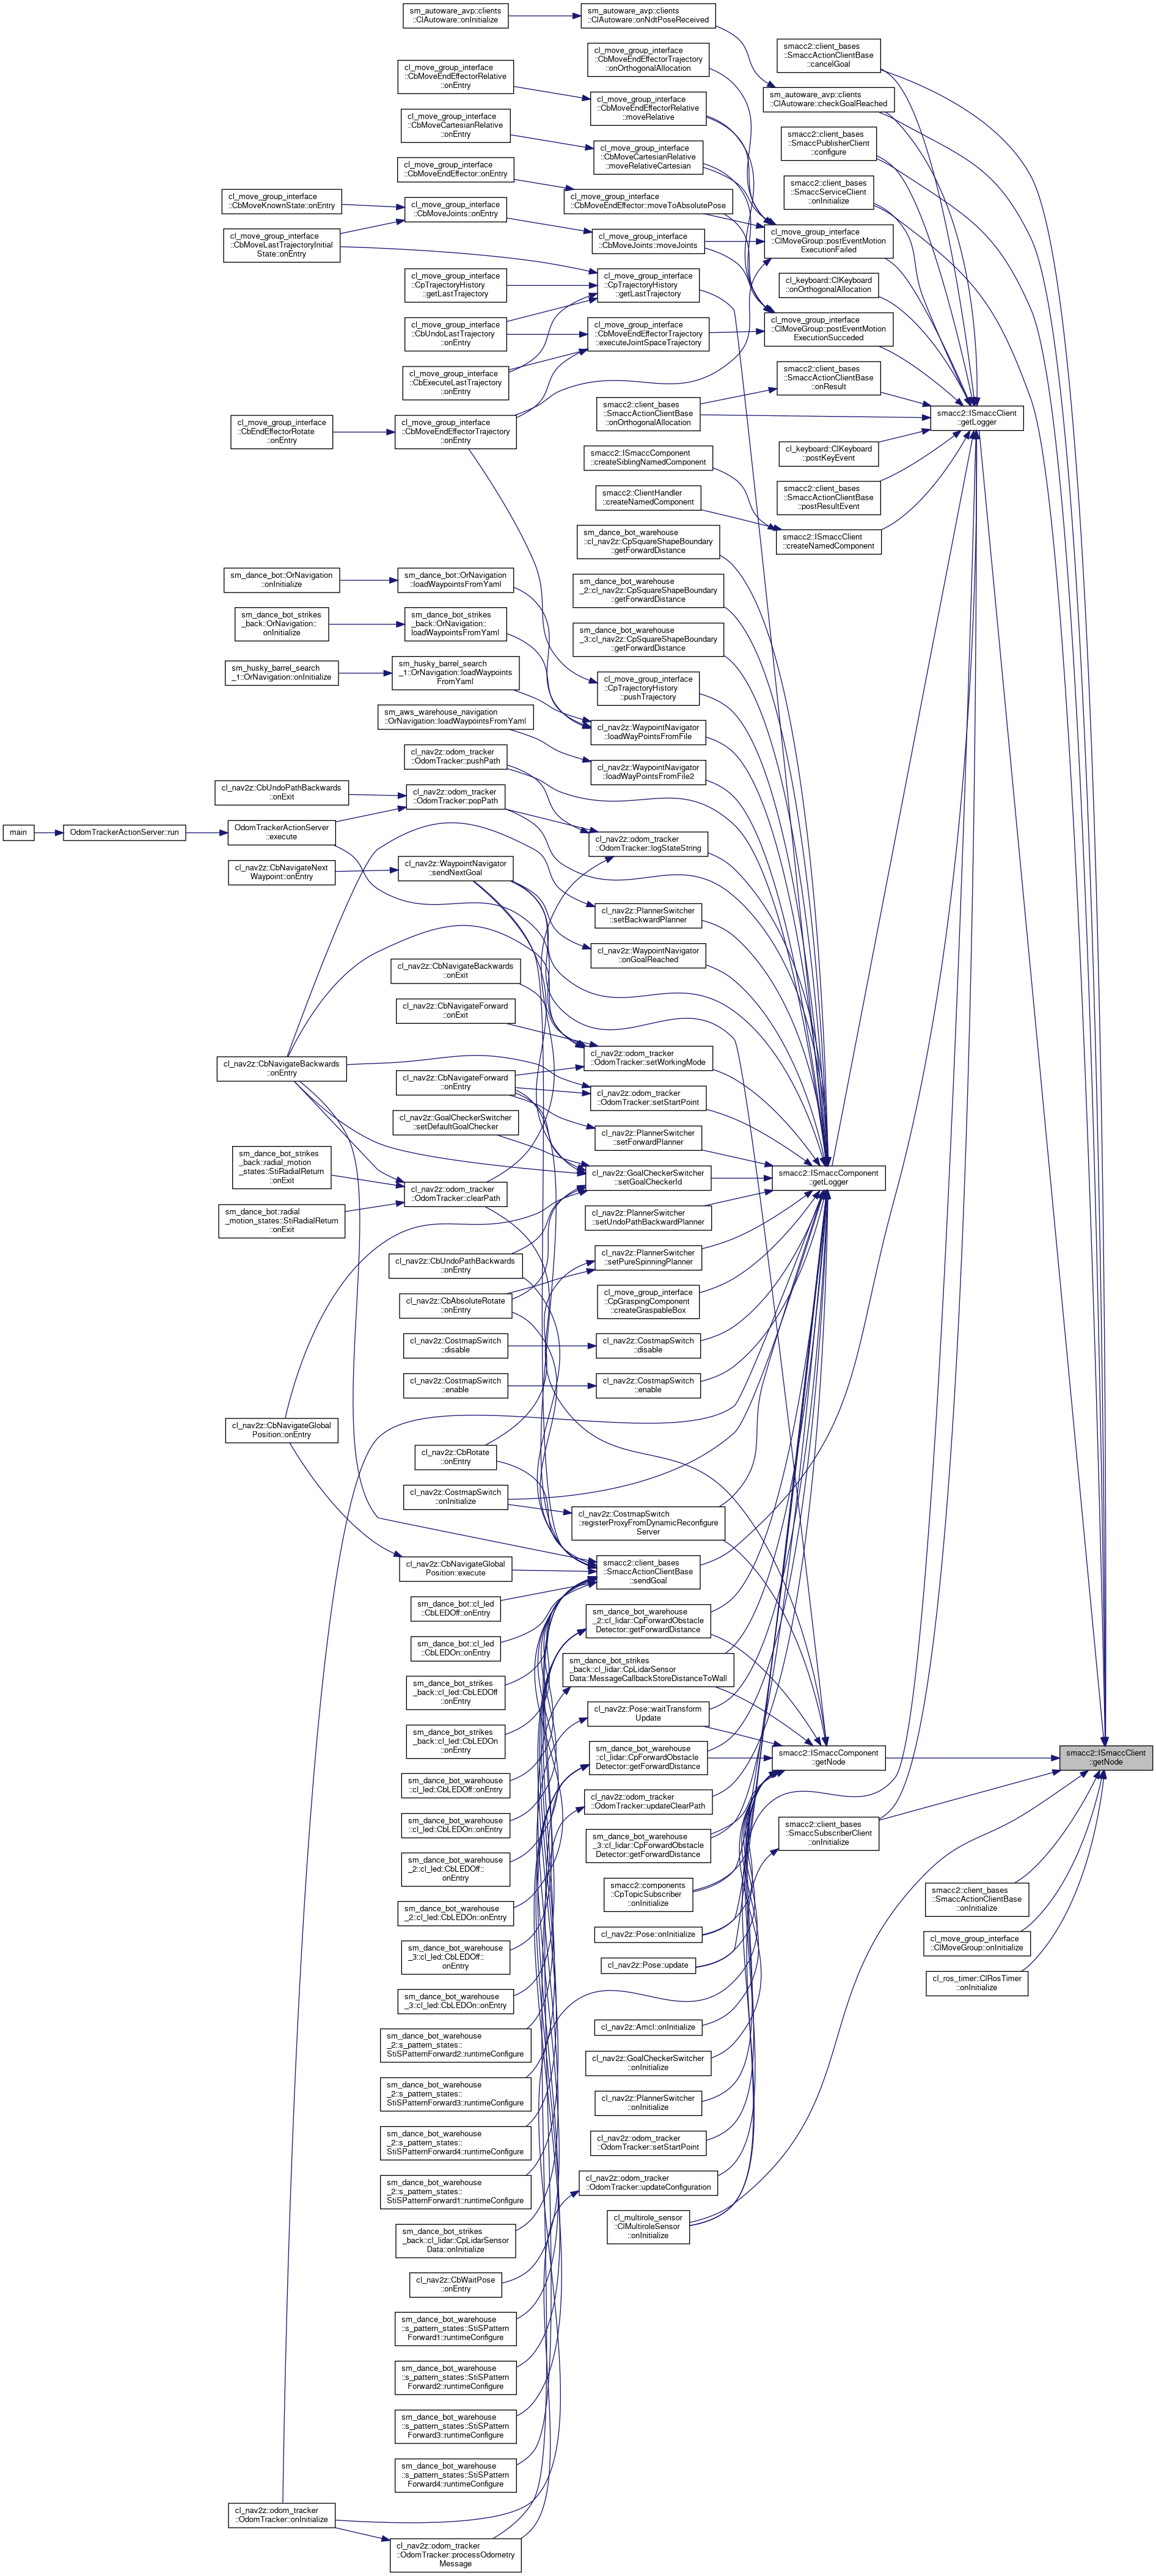 sm_autoware_avp::clients
::ClAutoware::onInitialize
sm_autoware_avp::clients
::ClAutoware::onNdtPoseReceived
smacc2::client_bases
::SmaccActionClientBase
::cancelGoal
cl_move_group_interface
::CbMoveEndEffectorTrajectory
::onOrthogonalAllocation
cl_move_group_interface
::CbMoveEndEffectorRelative
::onEntry
sm_autoware_avp::clients
::ClAutoware::checkGoalReached
cl_move_group_interface
::CbMoveEndEffectorRelative
::moveRelative
cl_move_group_interface
::CbMoveCartesianRelative
::onEntry
smacc2::client_bases
::SmaccPublisherClient
::configure
cl_move_group_interface
::CbMoveCartesianRelative
::moveRelativeCartesian
cl_move_group_interface
::CbMoveEndEffector::onEntry
smacc2::client_bases
::SmaccServiceClient
::onInitialize
cl_move_group_interface
::CbMoveKnownState::onEntry
cl_move_group_interface
::CbMoveJoints::onEntry
cl_move_group_interface
::CbMoveEndEffector::moveToAbsolutePose
cl_move_group_interface
::CbMoveLastTrajectoryInitial
State::onEntry
cl_move_group_interface
::CbMoveJoints::moveJoints
cl_move_group_interface
::ClMoveGroup::postEventMotion
ExecutionFailed
cl_move_group_interface
::CpTrajectoryHistory
::getLastTrajectory
cl_move_group_interface
::CpTrajectoryHistory
::getLastTrajectory
cl_keyboard::ClKeyboard
::onOrthogonalAllocation
cl_move_group_interface
::CbUndoLastTrajectory
::onEntry
cl_move_group_interface
::CbMoveEndEffectorTrajectory
::executeJointSpaceTrajectory
cl_move_group_interface
::ClMoveGroup::postEventMotion
ExecutionSucceded
cl_move_group_interface
::CbExecuteLastTrajectory
::onEntry
smacc2::client_bases
::SmaccActionClientBase
::onResult
cl_move_group_interface
::CbEndEffectorRotate
::onEntry
cl_move_group_interface
::CbMoveEndEffectorTrajectory
::onEntry
smacc2::client_bases
::SmaccActionClientBase
::onOrthogonalAllocation
smacc2::ISmaccClient
::getLogger
cl_keyboard::ClKeyboard
::postKeyEvent
smacc2::ISmaccComponent
::createSiblingNamedComponent
smacc2::client_bases
::SmaccActionClientBase
::postResultEvent
smacc2::ClientHandler
::createNamedComponent
smacc2::ISmaccClient
::createNamedComponent
sm_dance_bot_warehouse
::cl_nav2z::CpSquareShapeBoundary
::getForwardDistance
sm_dance_bot::OrNavigation
::onInitialize
sm_dance_bot::OrNavigation
::loadWaypointsFromYaml
sm_dance_bot_warehouse
_2::cl_nav2z::CpSquareShapeBoundary
::getForwardDistance
sm_dance_bot_strikes
_back::OrNavigation::
onInitialize
sm_dance_bot_strikes
_back::OrNavigation::
loadWaypointsFromYaml
sm_dance_bot_warehouse
_3::cl_nav2z::CpSquareShapeBoundary
::getForwardDistance
sm_husky_barrel_search
_1::OrNavigation::onInitialize
sm_husky_barrel_search
_1::OrNavigation::loadWaypoints
FromYaml
cl_move_group_interface
::CpTrajectoryHistory
::pushTrajectory
sm_aws_warehouse_navigation
::OrNavigation::loadWaypointsFromYaml
cl_nav2z::WaypointNavigator
::loadWayPointsFromFile
cl_nav2z::odom_tracker
::OdomTracker::pushPath
cl_nav2z::WaypointNavigator
::loadWayPointsFromFile2
cl_nav2z::CbUndoPathBackwards
::onExit
cl_nav2z::odom_tracker
::OdomTracker::popPath
main
OdomTrackerActionServer::run
OdomTrackerActionServer
::execute
cl_nav2z::odom_tracker
::OdomTracker::logStateString
cl_nav2z::CbNavigateNext
Waypoint::onEntry
cl_nav2z::WaypointNavigator
::sendNextGoal
cl_nav2z::PlannerSwitcher
::setBackwardPlanner
cl_nav2z::WaypointNavigator
::onGoalReached
cl_nav2z::CbNavigateBackwards
::onExit
cl_nav2z::CbNavigateForward
::onExit
cl_nav2z::CbNavigateBackwards
::onEntry
cl_nav2z::odom_tracker
::OdomTracker::setWorkingMode
cl_nav2z::CbNavigateForward
::onEntry
cl_nav2z::odom_tracker
::OdomTracker::setStartPoint
cl_nav2z::GoalCheckerSwitcher
::setDefaultGoalChecker
cl_nav2z::PlannerSwitcher
::setForwardPlanner
sm_dance_bot_strikes
_back::radial_motion
_states::StiRadialReturn
::onExit
cl_nav2z::odom_tracker
::OdomTracker::clearPath
cl_nav2z::GoalCheckerSwitcher
::setGoalCheckerId
smacc2::ISmaccComponent
::getLogger
sm_dance_bot::radial
_motion_states::StiRadialReturn
::onExit
cl_nav2z::PlannerSwitcher
::setUndoPathBackwardPlanner
cl_nav2z::CbUndoPathBackwards
::onEntry
cl_nav2z::PlannerSwitcher
::setPureSpinningPlanner
cl_nav2z::CbAbsoluteRotate
::onEntry
cl_move_group_interface
::CpGraspingComponent
::createGraspableBox
cl_nav2z::CostmapSwitch
::disable
cl_nav2z::CostmapSwitch
::disable
cl_nav2z::CostmapSwitch
::enable
cl_nav2z::CostmapSwitch
::enable
cl_nav2z::CbNavigateGlobal
Position::onEntry
cl_nav2z::CbRotate
::onEntry
cl_nav2z::CostmapSwitch
::onInitialize
cl_nav2z::CostmapSwitch
::registerProxyFromDynamicReconfigure
Server
cl_nav2z::CbNavigateGlobal
Position::execute
smacc2::client_bases
::SmaccActionClientBase
::sendGoal
sm_dance_bot::cl_led
::CbLEDOff::onEntry
sm_dance_bot_warehouse
_2::cl_lidar::CpForwardObstacle
Detector::getForwardDistance
sm_dance_bot::cl_led
::CbLEDOn::onEntry
sm_dance_bot_strikes
_back::cl_lidar::CpLidarSensor
Data::MessageCallbackStoreDistanceToWall
sm_dance_bot_strikes
_back::cl_led::CbLEDOff
::onEntry
cl_nav2z::Pose::waitTransform
Update
sm_dance_bot_strikes
_back::cl_led::CbLEDOn
::onEntry
sm_dance_bot_warehouse
::cl_lidar::CpForwardObstacle
Detector::getForwardDistance
smacc2::ISmaccComponent
::getNode
smacc2::ISmaccClient
::getNode
sm_dance_bot_warehouse
::cl_led::CbLEDOff::onEntry
cl_nav2z::odom_tracker
::OdomTracker::updateClearPath
sm_dance_bot_warehouse
::cl_led::CbLEDOn::onEntry
sm_dance_bot_warehouse
_3::cl_lidar::CpForwardObstacle
Detector::getForwardDistance
smacc2::client_bases
::SmaccSubscriberClient
::onInitialize
sm_dance_bot_warehouse
_2::cl_led::CbLEDOff::
onEntry
smacc2::components
::CpTopicSubscriber
::onInitialize
smacc2::client_bases
::SmaccActionClientBase
::onInitialize
sm_dance_bot_warehouse
_2::cl_led::CbLEDOn::onEntry
cl_nav2z::Pose::onInitialize
cl_move_group_interface
::ClMoveGroup::onInitialize
sm_dance_bot_warehouse
_3::cl_led::CbLEDOff::
onEntry
cl_nav2z::Pose::update
cl_ros_timer::ClRosTimer
::onInitialize
sm_dance_bot_warehouse
_3::cl_led::CbLEDOn::onEntry
cl_nav2z::Amcl::onInitialize
sm_dance_bot_warehouse
_2::s_pattern_states::
StiSPatternForward2::runtimeConfigure
cl_nav2z::GoalCheckerSwitcher
::onInitialize
sm_dance_bot_warehouse
_2::s_pattern_states::
StiSPatternForward3::runtimeConfigure
cl_nav2z::PlannerSwitcher
::onInitialize
sm_dance_bot_warehouse
_2::s_pattern_states::
StiSPatternForward4::runtimeConfigure
cl_nav2z::odom_tracker
::OdomTracker::setStartPoint
sm_dance_bot_warehouse
_2::s_pattern_states::
StiSPatternForward1::runtimeConfigure
cl_nav2z::odom_tracker
::OdomTracker::updateConfiguration
sm_dance_bot_strikes
_back::cl_lidar::CpLidarSensor
Data::onInitialize
cl_multirole_sensor
::ClMultiroleSensor
::onInitialize
cl_nav2z::CbWaitPose
::onEntry
sm_dance_bot_warehouse
::s_pattern_states::StiSPattern
Forward1::runtimeConfigure
sm_dance_bot_warehouse
::s_pattern_states::StiSPattern
Forward2::runtimeConfigure
sm_dance_bot_warehouse
::s_pattern_states::StiSPattern
Forward3::runtimeConfigure
sm_dance_bot_warehouse
::s_pattern_states::StiSPattern
Forward4::runtimeConfigure
cl_nav2z::odom_tracker
::OdomTracker::onInitialize
cl_nav2z::odom_tracker
::OdomTracker::processOdometry
Message